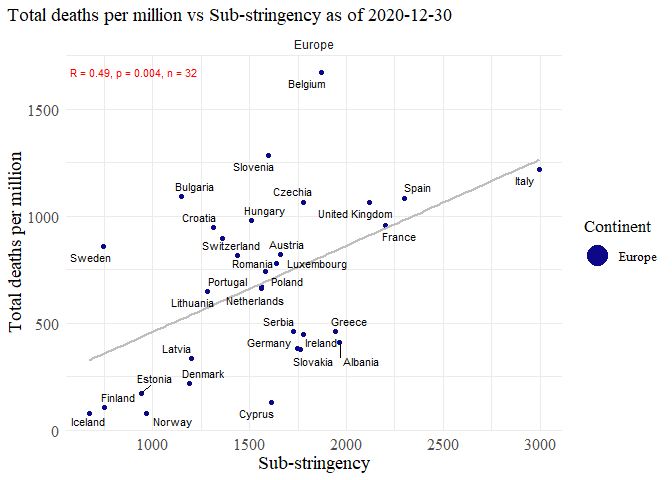 Total deaths per million vs Sub-stringency as of 2020-12-30
Europe
R = 0.49, p = 0.004, n = 32
Belgium
Slovenia
Bulgaria
Czechia
Spain
Italy
Croatia
Hungary
United Kingdom
France
Sweden
Switzerland
Austria
Romania
Luxembourg
Portugal
Poland
Lithuania
Netherlands
Serbia
Greece
Germany
Ireland
Latvia
Slovakia
Albania
Estonia
Denmark
Finland
Cyprus
Iceland
Norway
Total deaths per million
1500
1000
500
0
1000
1500
2000
2500
3000
Sub-stringency
Continent
Europe